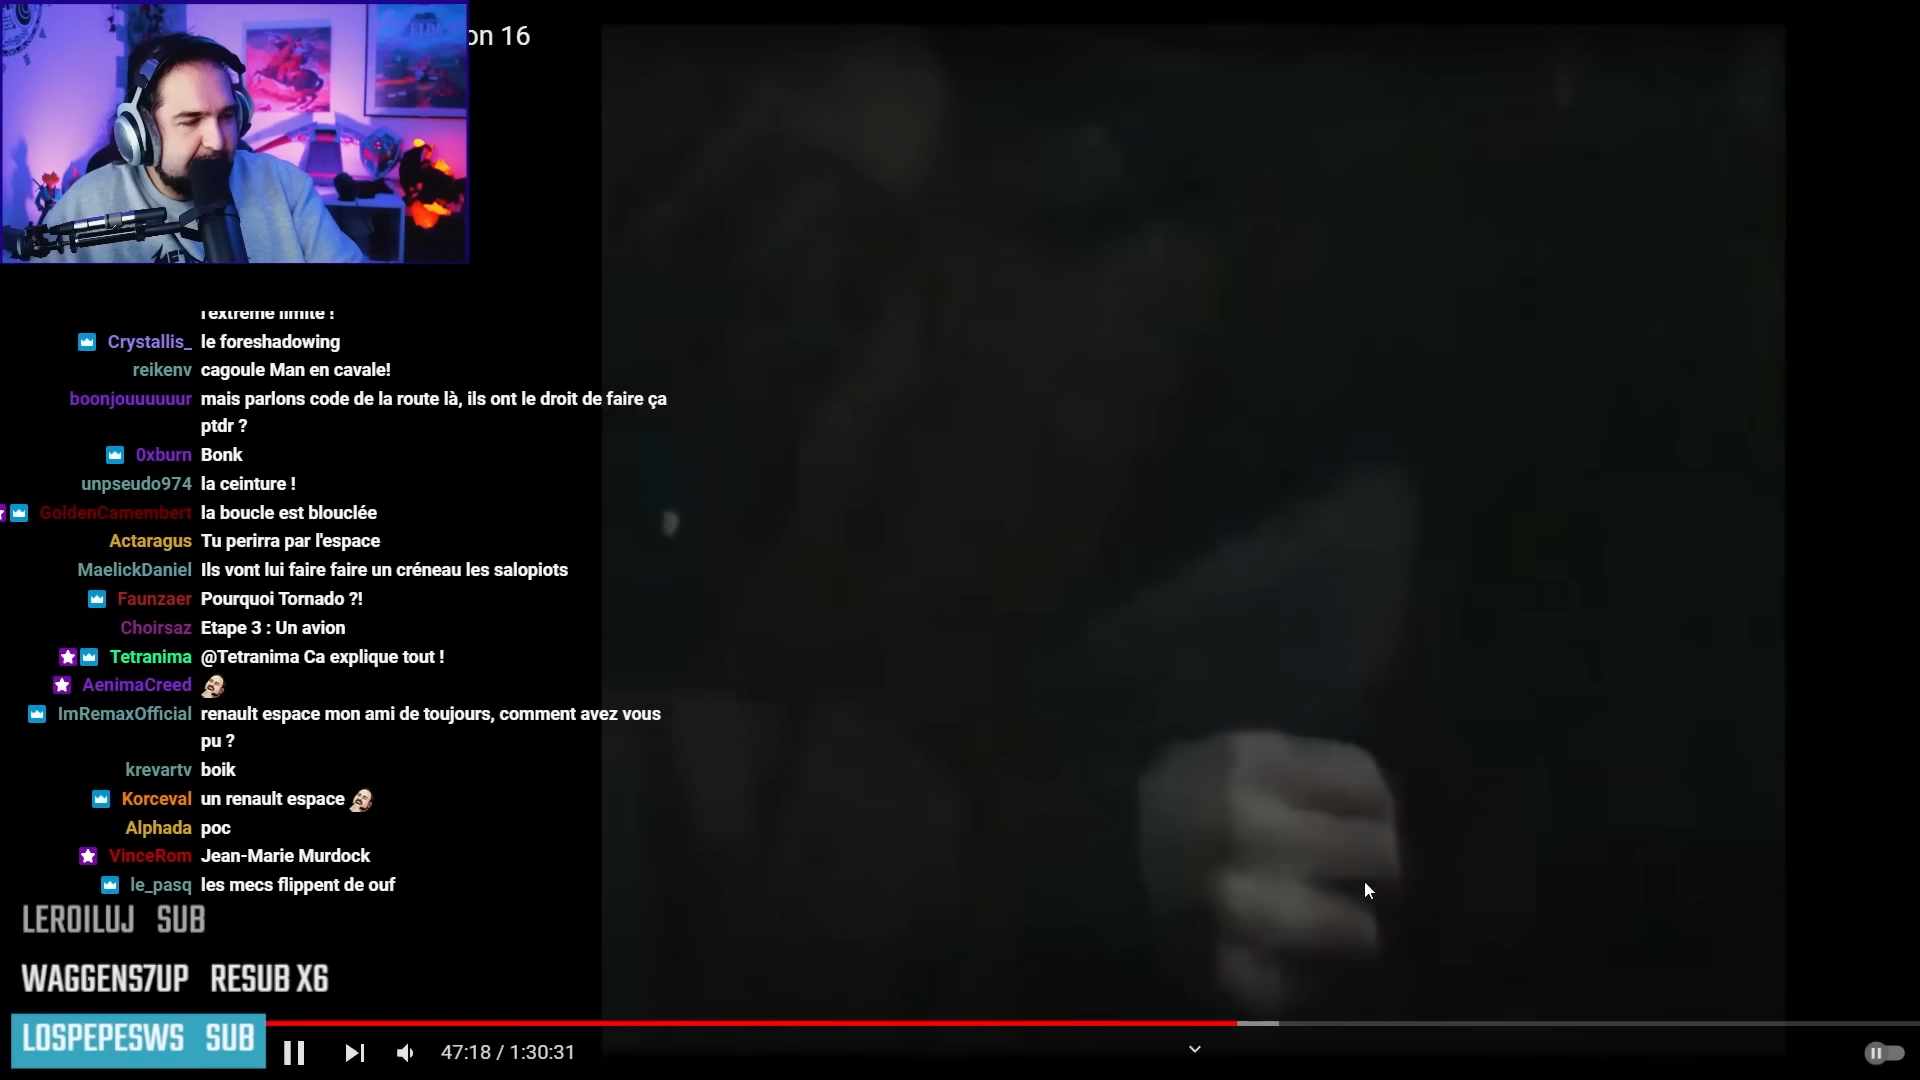 on 16
l'extrême limite !
Crystallis_ le foreshadowing
reikenv cagoule Man en cavale!
boonjouuuuuur mais parlons code de la route là, ils ont le droit de faire ça
ptdr ?
0xburn Bonk
unpseudo974 la ceinture !
GoldenCamembert la boucle est blouclée
Actaragus Tu perirra par l'espace
MaelickDaniel Ils vont lui faire faire un créneau les salopiots
Faunzaer Pourquoi Tornado ?!
Choirsaz Etape 3 : Un avion
Tetranima @Tetranima Ca explique tout !
AenimaCreed
ImRemaxOfficial renault espace mon ami de toujours, comment avez vous
pu ?
krevartv boik
Korceval un renault espace
Alphada poc
VinceRom Jean-Marie Murdock
le_pasq les mecs flippent de ouf
LEROILUJ SUB
WAGGENS7UP RESUB X6
LOSPEPESWS SUB
47:18 / 1:30:31